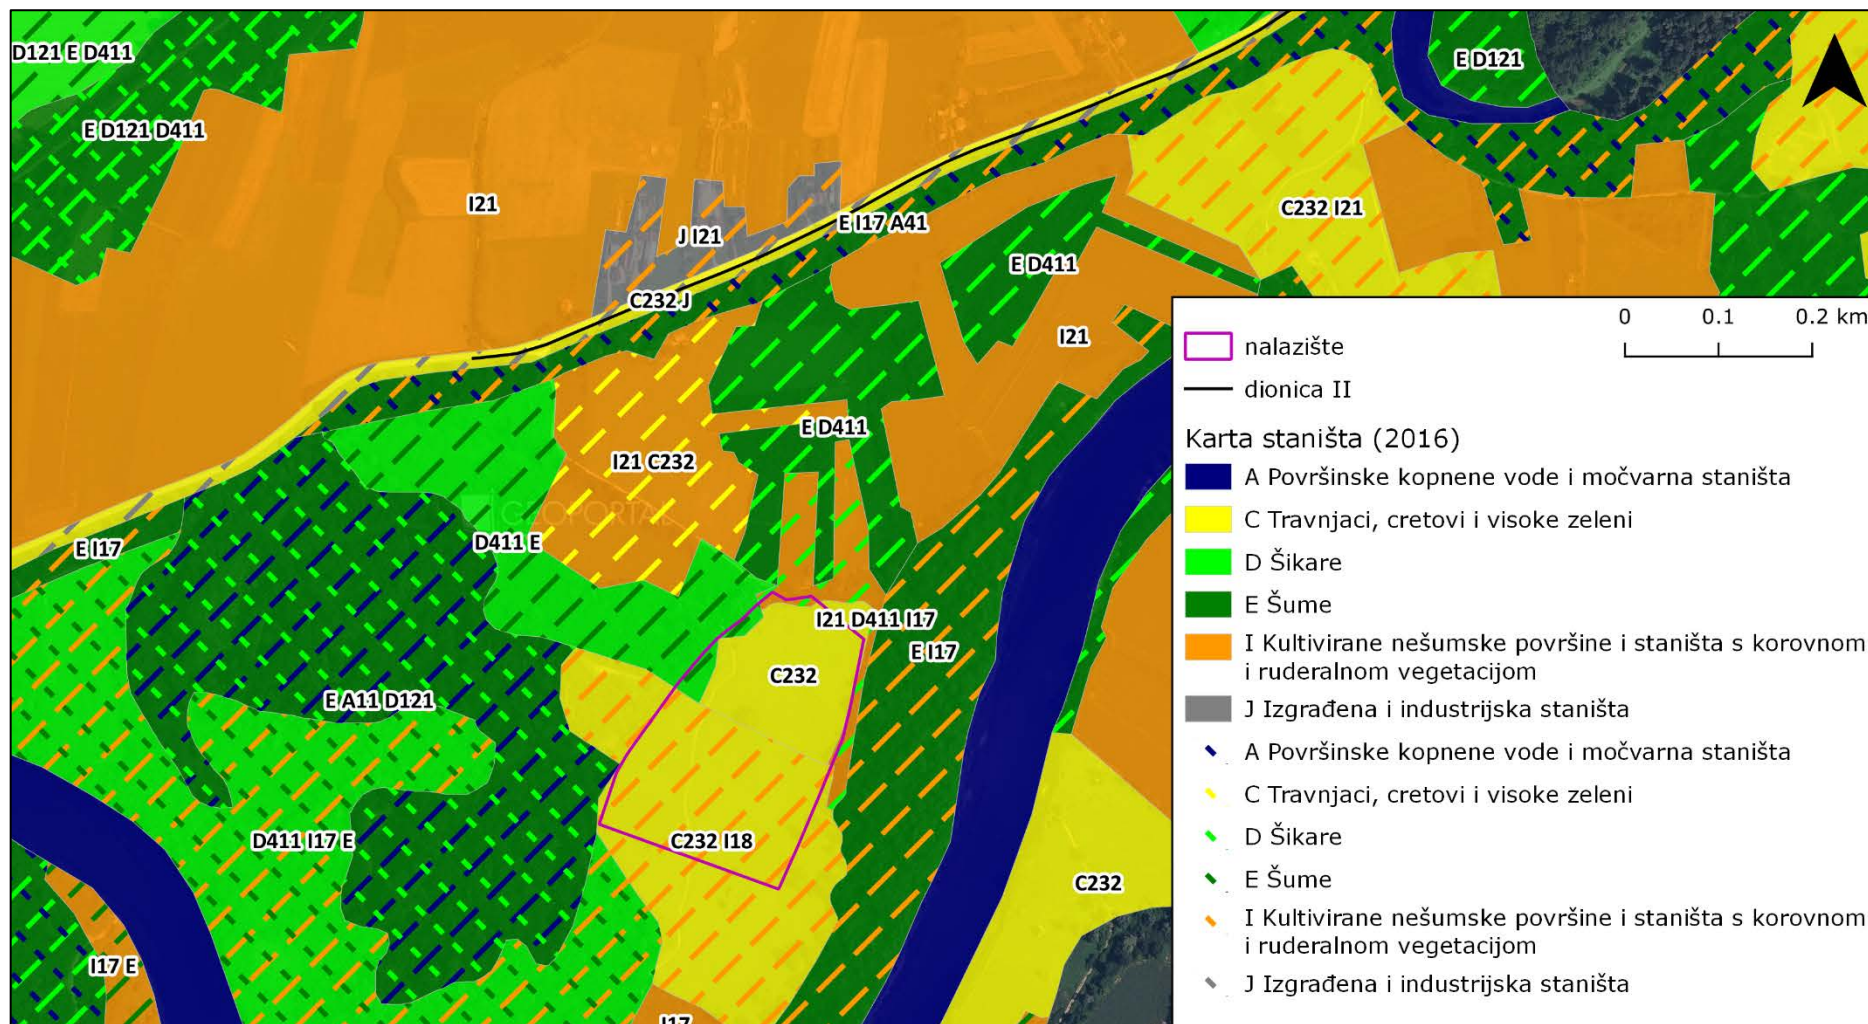 D121 E D411
E D121
E D121 D411
I21
C232 I21
E I17 A41
J I21
E D411
C232 J
I21
E D411
I21 C232
GEOPORTAL
D411 E
E I17
I21 D411 I17
E I17
C232
E A11 D121
D411 I17 E
C232 I18
C232
I17 E
I17
0 0.1 0.2 km
nalazište
dionica II
Karta staništa (2016)
A Površinske kopnene vode i močvarna staništa
C Travnjaci, cretovi i visoke zeleni
D Šikare
E Šume
I Kultivirane nešumske površine i staništa s korovnom
i ruderalnom vegetacijom
J Izgrađena i industrijska staništa
A Površinske kopnene vode i močvarna staništa
C Travnjaci, cretovi i visoke zeleni
D Šikare
E Šume
I Kultivirane nešumske površine i staništa s korovnom
i ruderalnom vegetacijom
J Izgrađena i industrijska staništa